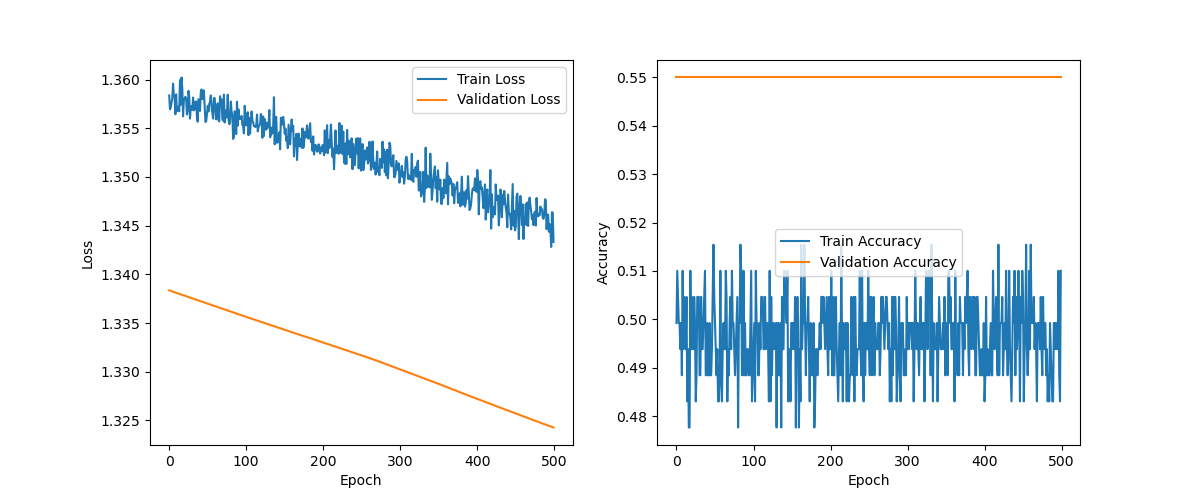 1.360
1.355
1.350
1.345
1.340
1.335
1.330
1.325
Loss
Train Loss
Validation Loss
0 100 200 300 400 500
Epoch
0.55
0.54
0.53
0.52
0.51
0.50
0.49
0.48
Accuracy
Train Accuracy
Validation Accuracy
0 100 200 300 400 500
Epoch